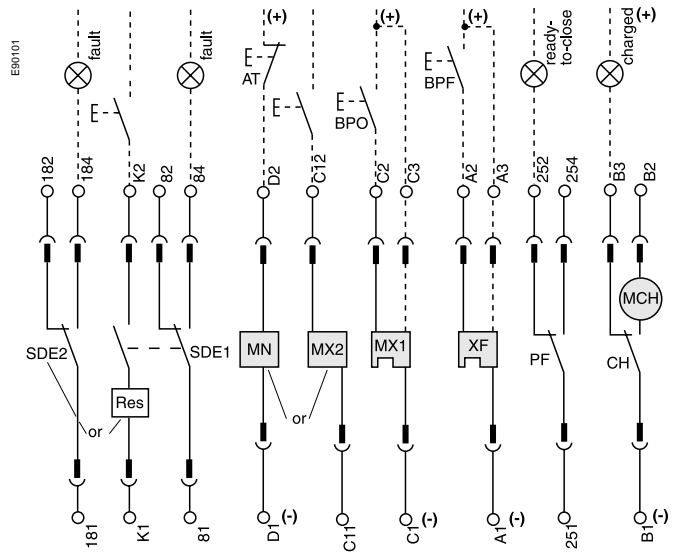 E90101
fault
fault
(+)
(+)
(+)
ready-
to-close
charged
(+)
AT
BPO
BPF
182
184
K2
82
84
D2
C12
C2
C3
A2
A3
252
254
B3
B2
MCH
SDE2
SDE1
MN
MX2
MX1
XF
PF
CH
Res
or
or
181
K1
81
D1 (-)
C11
C1 (-)
A1 (-)
251
B1 (-)